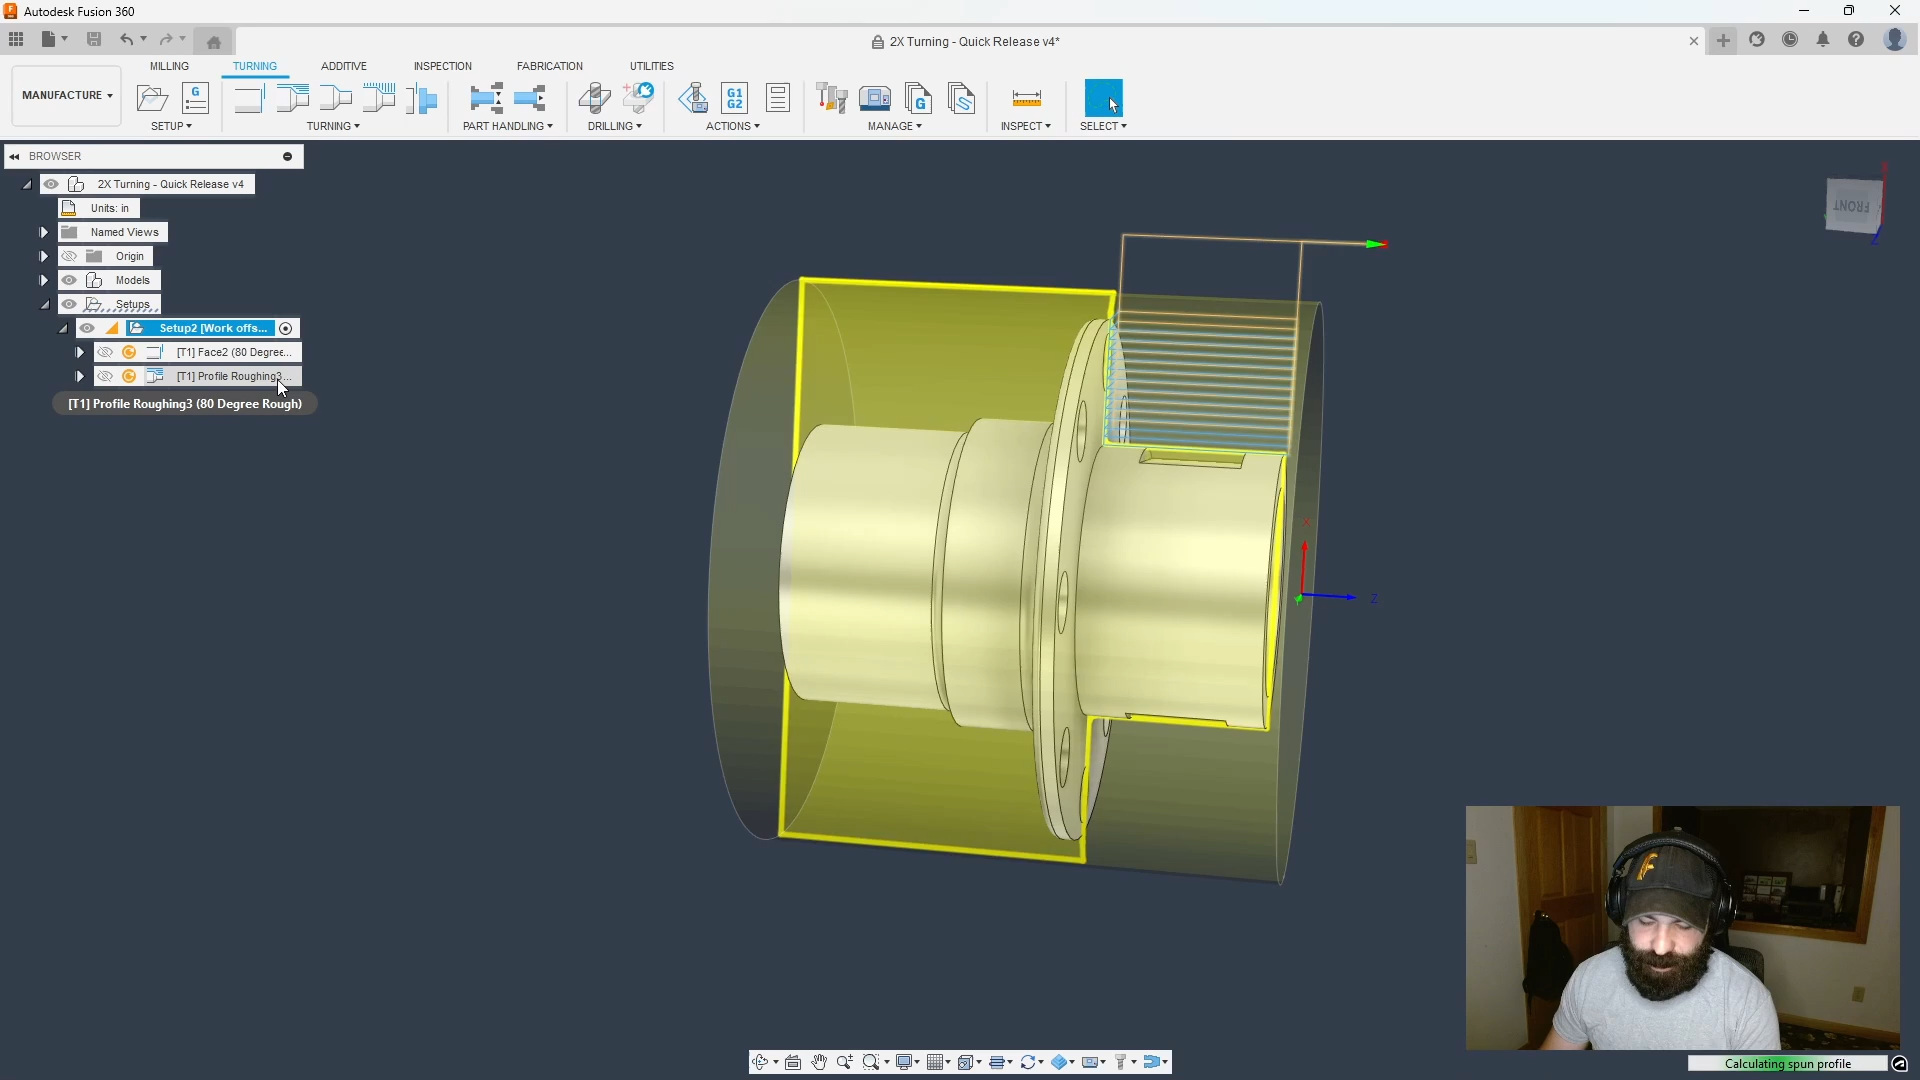 Autodesk Fusion 360
2X Turning - Quick Release v4*
MANUFACTURE
MILLING
TURNING
ADDITIVE
INSPECTION
FABRICATION
UTILITIES
G
G1
G2
G
SETUP
TURNING
PART HANDLING
DRILLING
ACTIONS
MANAGE
INSPECT
SELECT
BROWSER
2X Turning - Quick Release v4
Units: in
Named Views
Origin
Models
Setups
Setup2 [Work offs...
[T1] Face2 (80 Degree...
[T1] Profile Roughing3...
[T1] Profile Roughing3 (80 Degree Rough)
FRONT
X
Z
Z
Calculating spun profile